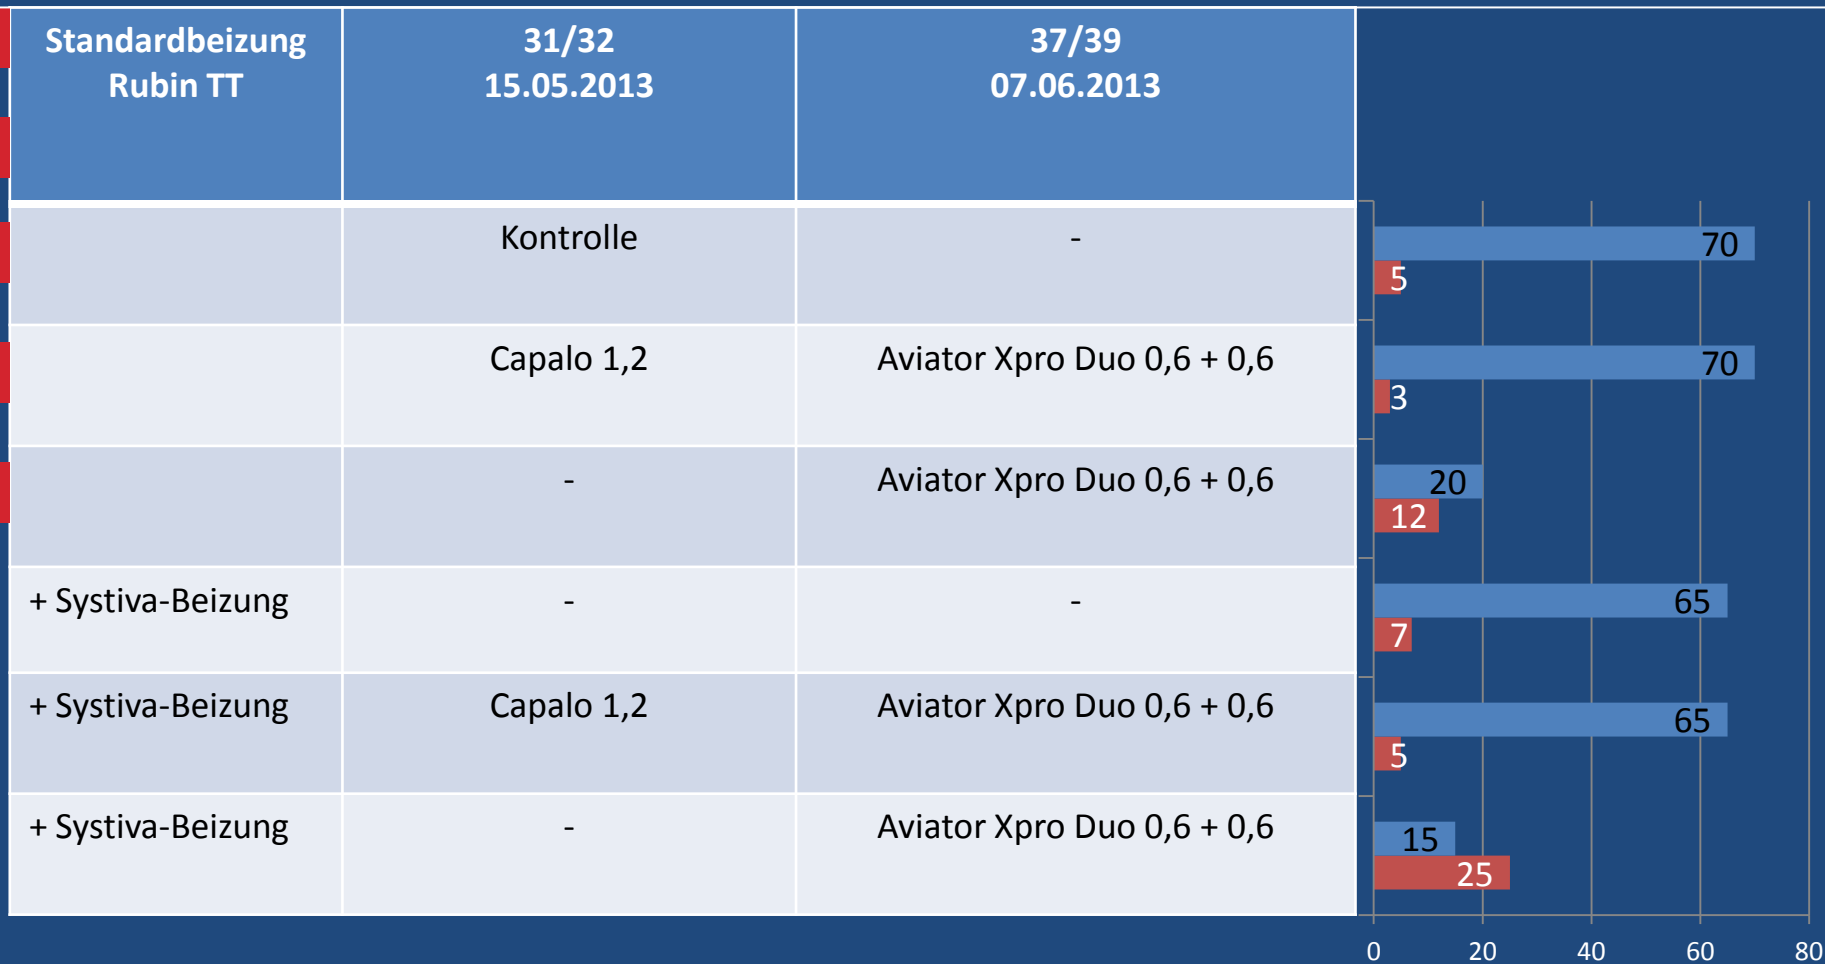 Standardbeizung
Rubin TT
31/32
15.05.2013
37/39
07.06.2013
Kontrolle
-
70
5
Capalo 1,2
Aviator Xpro Duo 0,6 + 0,6
70
3
-
Aviator Xpro Duo 0,6 + 0,6
20
12
+ Systiva-Beizung
-
-
65
7
+ Systiva-Beizung
Capalo 1,2
Aviator Xpro Duo 0,6 + 0,6
65
5
+ Systiva-Beizung
-
Aviator Xpro Duo 0,6 + 0,6
15
25
0 20 40 60 80